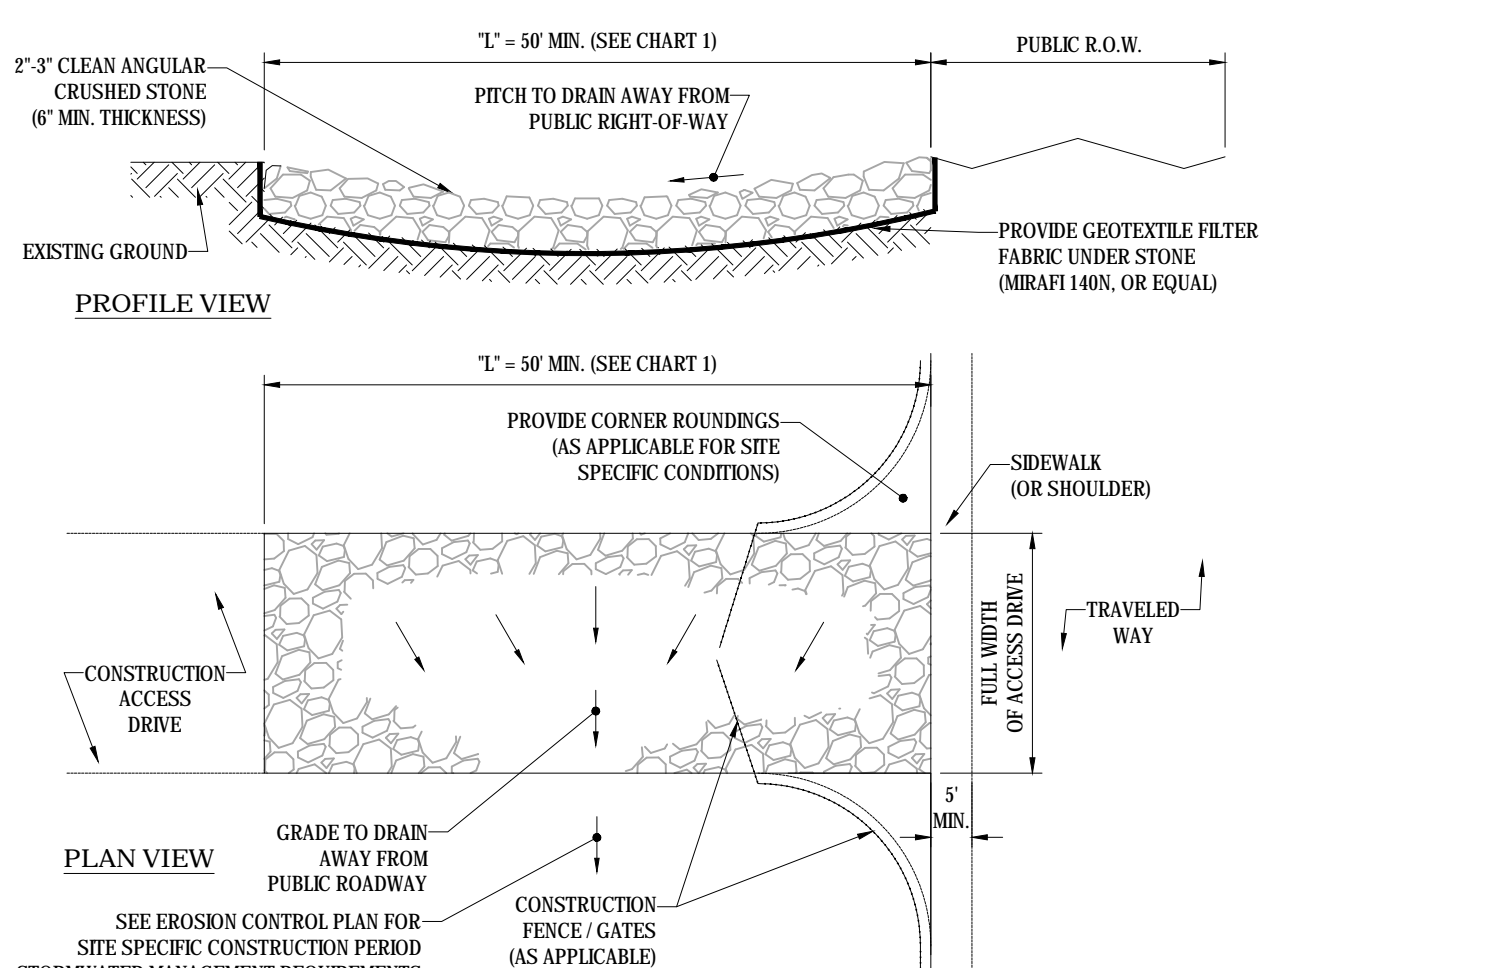 "L" = 50' MIN. (SEE CHART 1)
PUBLIC R.O.W.
2"-3" CLEAN ANGULAR
CRUSHED STONE
(6" MIN. THICKNESS)
PITCH TO DRAIN AWAY FROM
PUBLIC RIGHT-OF-WAY
EXISTING GROUND
PROVIDE GEOTEXTILE FILTER
FABRIC UNDER STONE
(MIRAFI 140N, OR EQUAL)
PROFILE VIEW
"L" = 50' MIN. (SEE CHART 1)
PROVIDE CORNER ROUNDINGS
(AS APPLICABLE FOR SITE
SPECIFIC CONDITIONS)
SIDEWALK
(OR SHOULDER)
FULL WIDTH
OF ACCESS DRIVE
TRAVELED
WAY
CONSTRUCTION
ACCESS
DRIVE
5'
MIN.
GRADE TO DRAIN
AWAY FROM
PUBLIC ROADWAY
PLAN VIEW
CONSTRUCTION
FENCE / GATES
(AS APPLICABLE)
SEE EROSION CONTROL PLAN FOR
SITE SPECIFIC CONSTRUCTION PERIOD
STORMWATER MANAGEMENT REQUIREMENTS